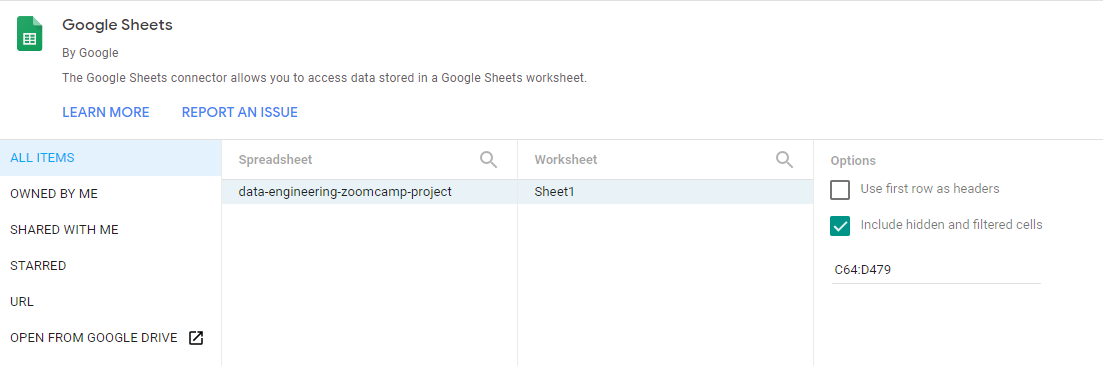 Google Sheets
By Google
The Google Sheets connector allows you to access data stored in a Google Sheets worksheet.
LEARN MORE REPORT AN ISSUE
ALL ITEMS
OWNED BY ME
SHARED WITH ME
STARRED
URL
OPEN FROM GOOGLE DRIVE
Spreadsheet
data-engineering-zoomcamp-project
Worksheet
Sheet1
Options
Use first row as headers
Include hidden and filtered cells
C64:D479